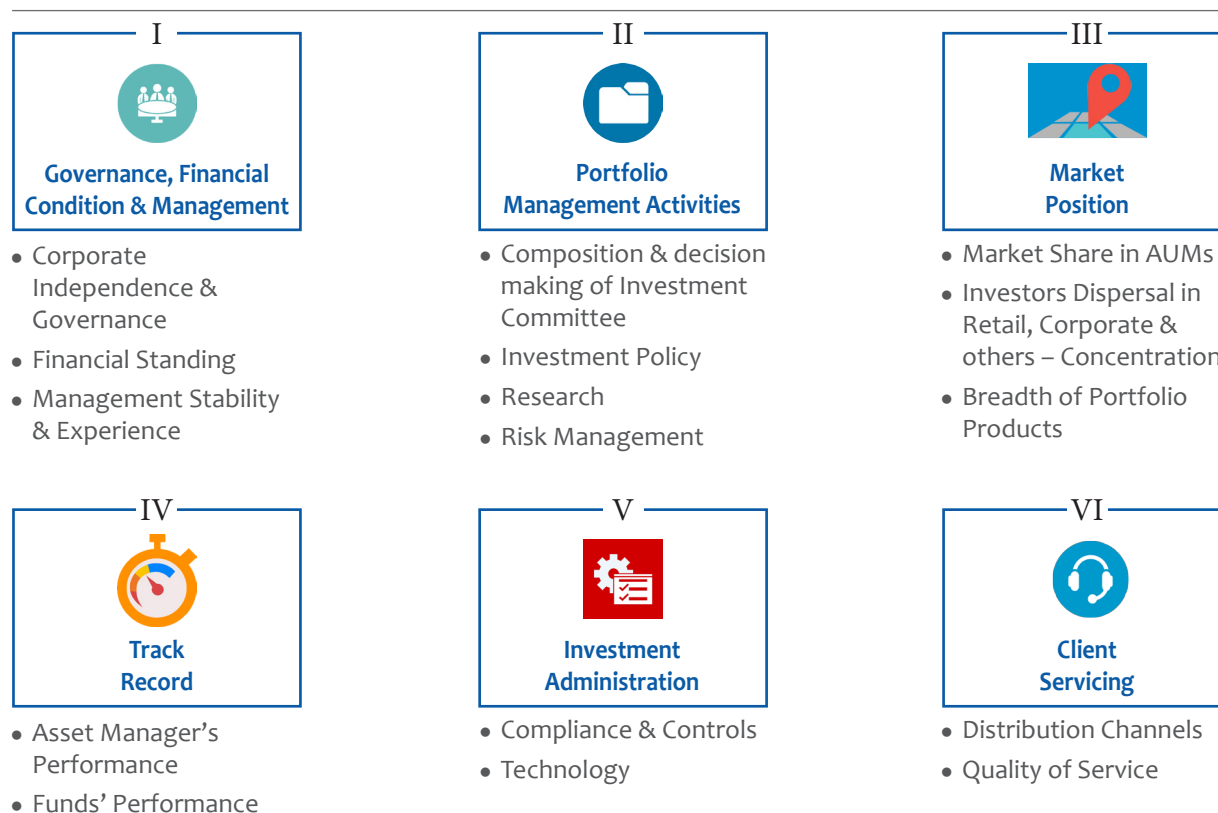 I
Governance, Financial
Condition & Management
• Corporate
Independence &
Governance
• Financial Standing
• Management Stability
& Experience
II
Portfolio
Management Activities
• Composition & decision
making of Investment
Committee
• Investment Policy
• Research
• Risk Management
III
Market
Position
• Market Share in AUMs
• Investors Dispersal in
Retail, Corporate &
others – Concentration
• Breadth of Portfolio
Products
IV
Track
Record
• Asset Manager’s
Performance
• Funds’ Performance
V
Investment
Administration
• Compliance & Controls
• Technology
VI
Client
Servicing
• Distribution Channels
• Quality of Service